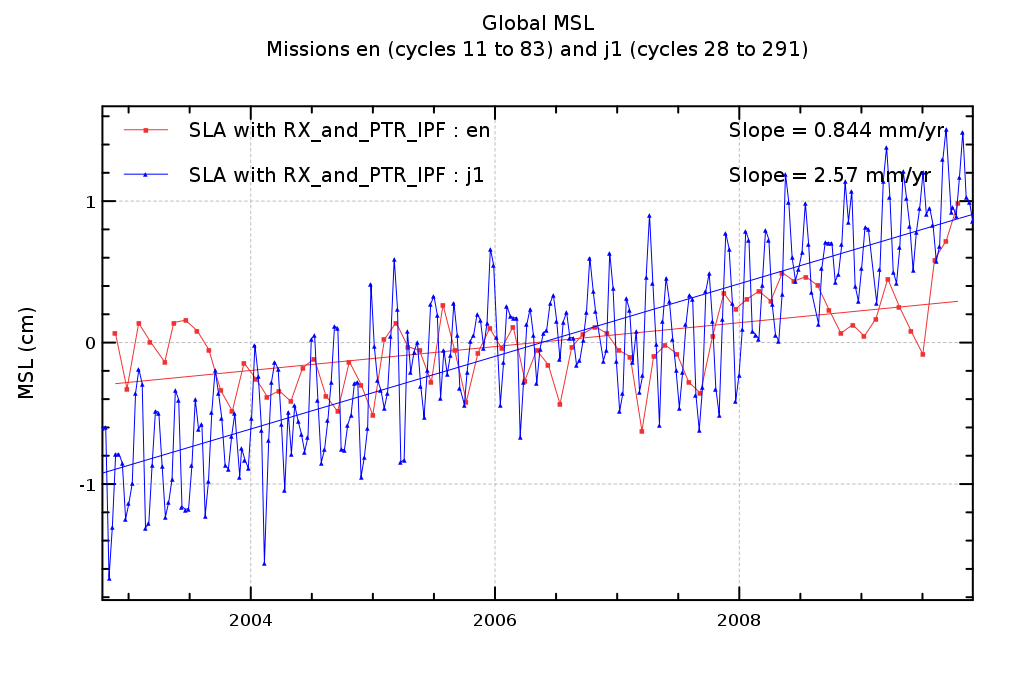 Global MSL
Missions en (cycles 11 to 83) and j1 (cycles 28 to 291)
SLA with RX_and_PTR_IPF : en
Slope = 0.844 mm/yr
SLA with RX_and_PTR_IPF : j1
Slope = 2.57 mm/yr
MSL (cm)
1
0
-1
2004
2006
2008